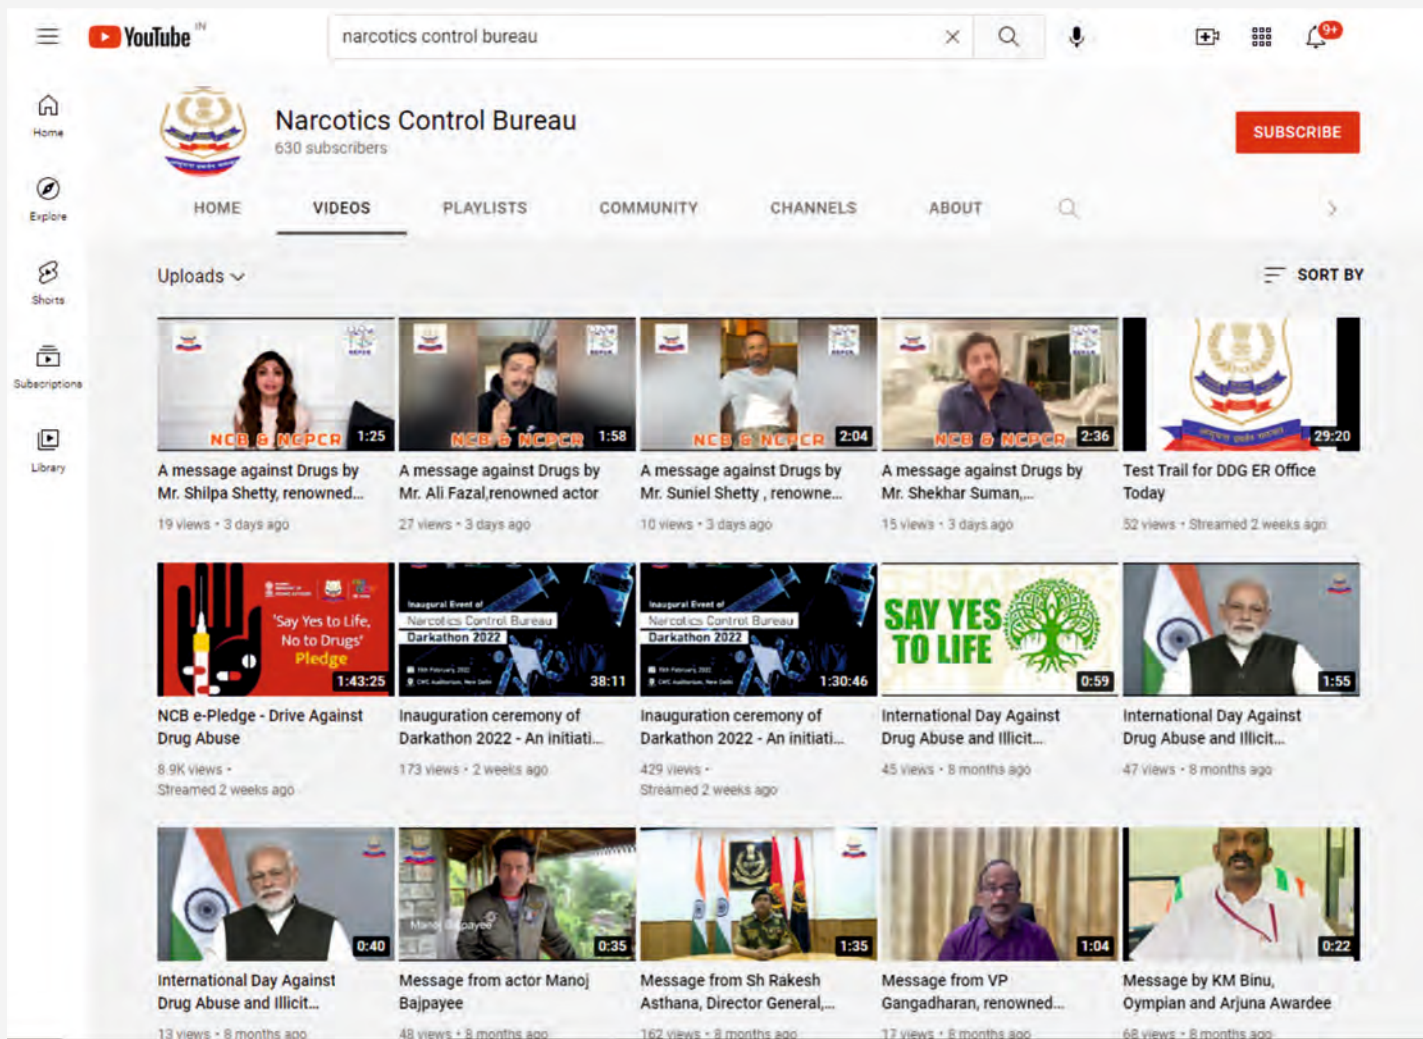 YouTube IN
narcotics control bureau
9+
Home
Explore
Shorts
Subscriptions
Library
Narcotics Control Bureau
630 subscribers
SUBSCRIBE
HOME VIDEOS PLAYLISTS COMMUNITY CHANNELS ABOUT
Uploads
SORT BY
NCB & NCPCR 1:25
A message against Drugs by
Mr. Shilpa Shetty, renowned...
19 views • 3 days ago
NCB & NCPCR 1:58
A message against Drugs by
Mr. Ali Fazal,renowned actor
27 views • 3 days ago
NCB & NCPCR 2:04
A message against Drugs by
Mr. Suniel Shetty , renowne...
10 views • 3 days ago
NCB & NCPCR 2:36
A message against Drugs by
Mr. Shekhar Suman,...
15 views • 3 days ago
29:20
Test Trail for DDG ER Office
Today
52 views • Streamed 2 weeks ago
'Say Yes to Life,
No to Drugs'
Pledge
1:43:25
NCB e-Pledge - Drive Against
Drug Abuse
8.9K views •
Streamed 2 weeks ago
Inaugural Event of
Narcotics Control Bureau
Darkathon 2022
CWC Auditorium, New Delhi
38:11
Inauguration ceremony of
Darkathon 2022 - An initiati...
173 views • 2 weeks ago
Inaugural Event of
Narcotics Control Bureau
Darkathon 2022
CWC Auditorium, New Delhi
1:30:46
Inauguration ceremony of
Darkathon 2022 - An initiati...
429 views •
Streamed 2 weeks ago
SAY YES
TO LIFE
0:59
International Day Against
Drug Abuse and Illicit...
45 views • 8 months ago
1:55
International Day Against
Drug Abuse and Illicit...
47 views • 8 months ago
0:40
International Day Against
Drug Abuse and Illicit...
13 views • 8 months ago
Manoj Bajpayee
0:35
Message from actor Manoj
Bajpayee
48 views • 8 months ago
1:35
Message from Sh Rakesh
Asthana, Director General,...
162 views • 8 months ago
1:04
Message from VP
Gangadharan, renowned...
17 views • 8 months ago
0:22
Message by KM Binu,
Oympian and Arjuna Awardee
68 views • 8 months ago